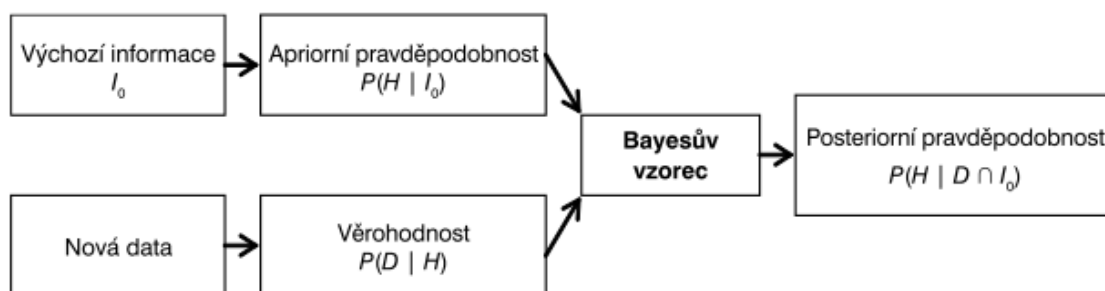 Výchozí informace
I₀
Apriorní pravděpodobnost
P(H | I₀)
Nová data
Věrohodnost
P(D | H)
Bayesův
vzorec
Posteriorní pravděpodobnost
P(H | D ∩ I₀)